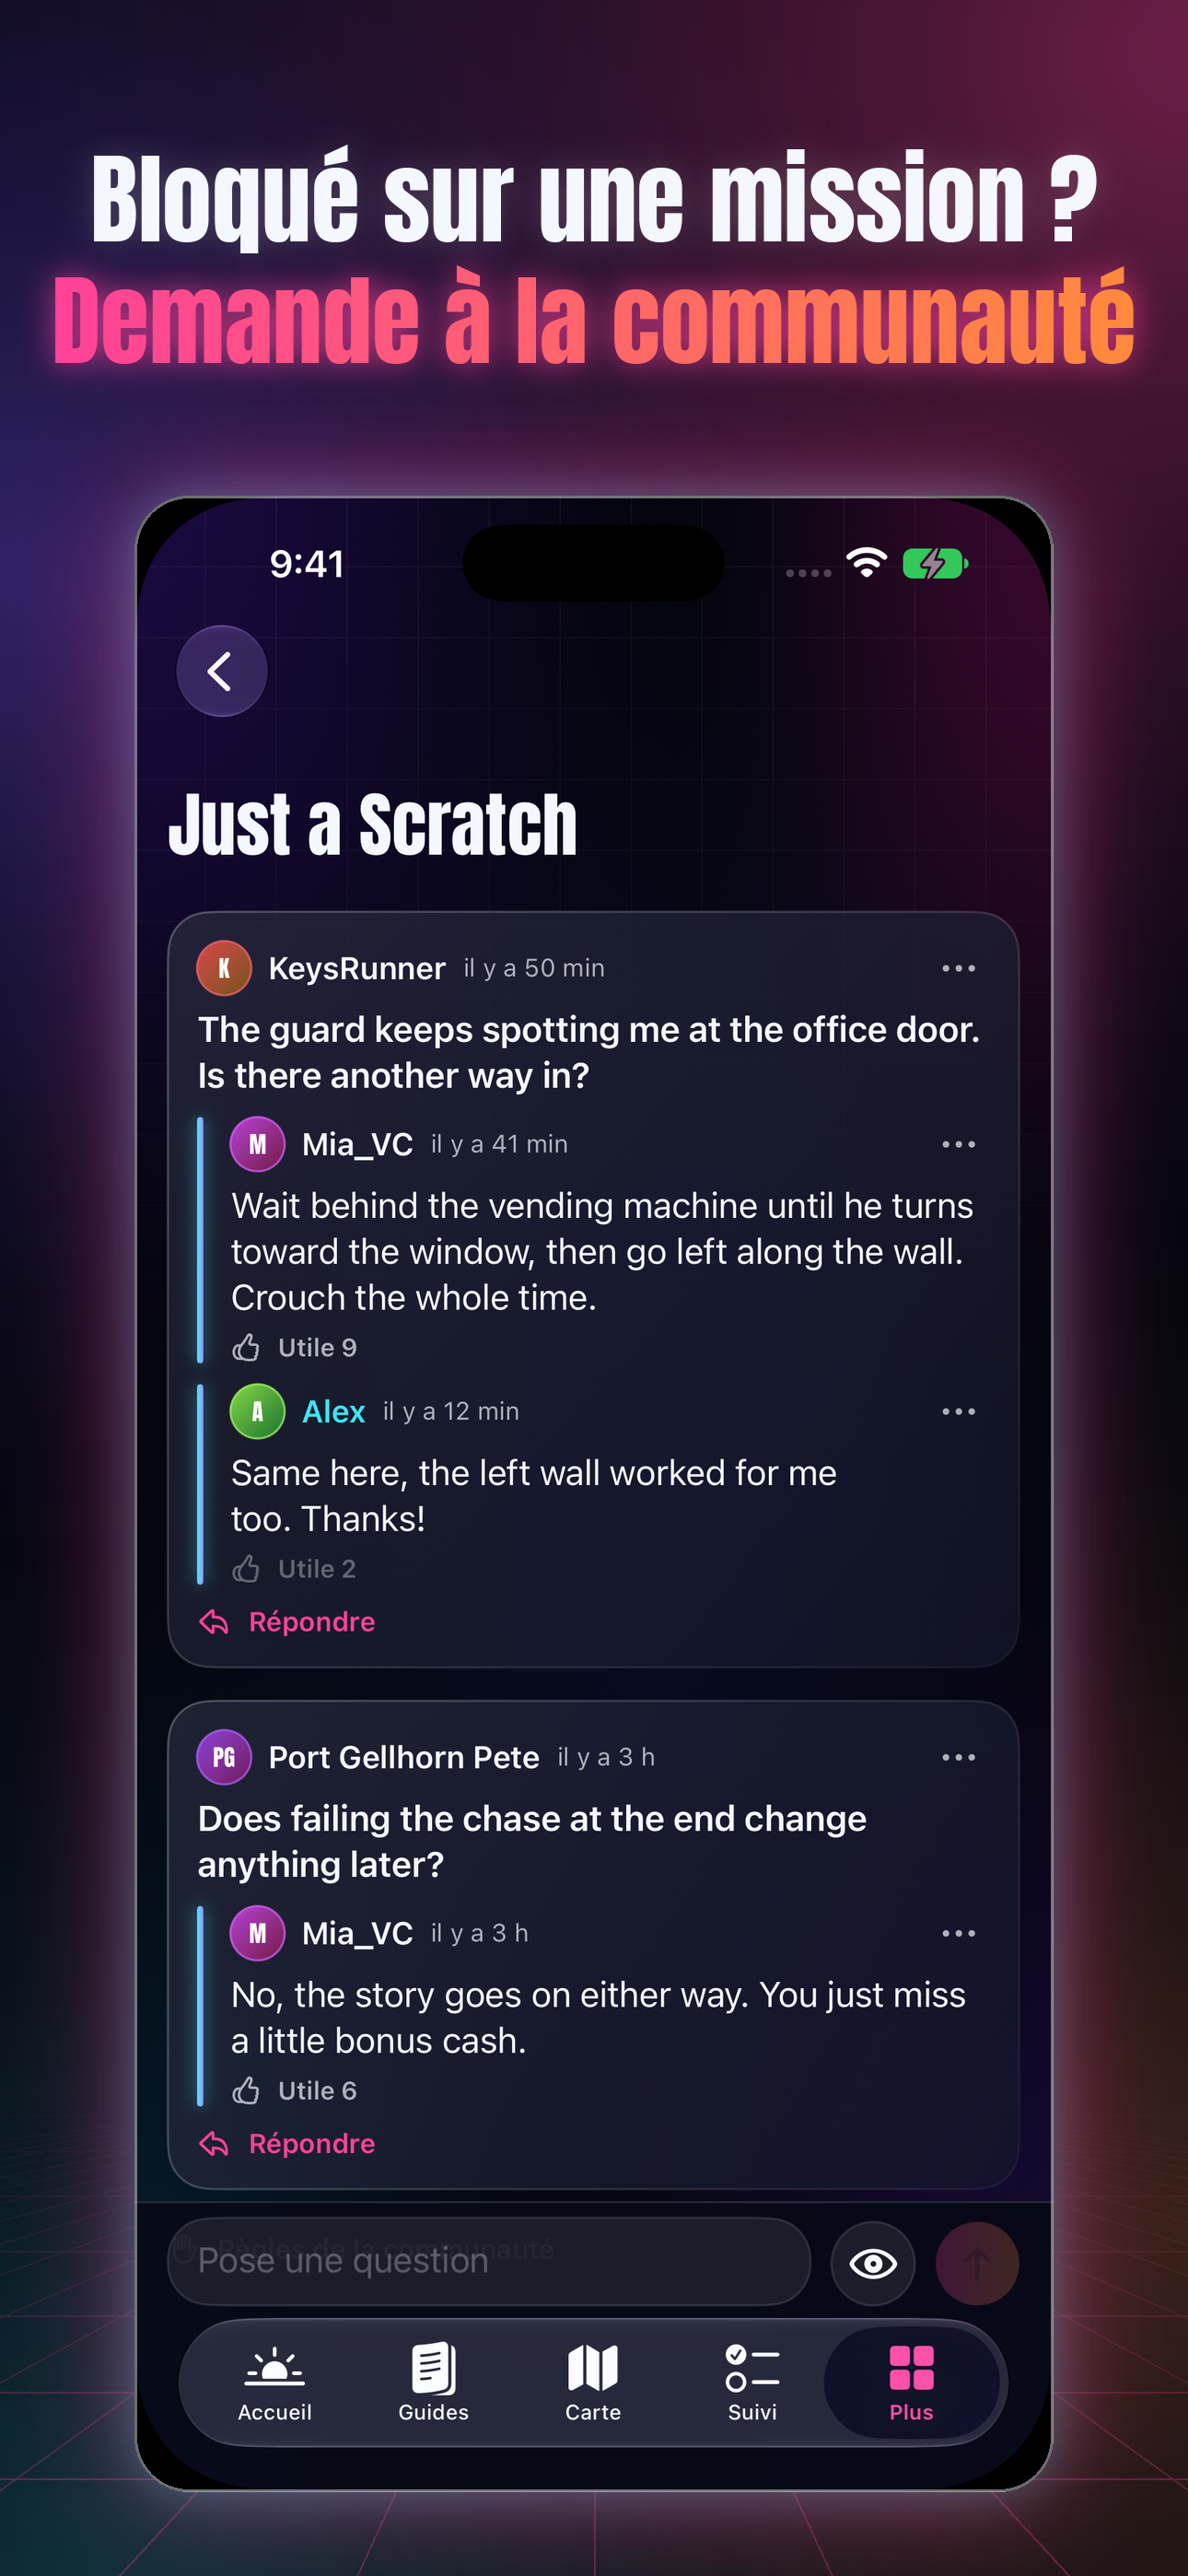 Bloqué sur une mission ?
Demande à la communauté
9:41
Just a Scratch
K KeysRunner il y a 50 min
The guard keeps spotting me at the office door.
Is there another way in?
M Mia_VC il y a 41 min
Wait behind the vending machine until he turns
toward the window, then go left along the wall.
Crouch the whole time.
Utile 9
A Alex il y a 12 min
Same here, the left wall worked for me
too. Thanks!
Utile 2
Répondre
PG Port Gellhorn Pete il y a 3 h
Does failing the chase at the end change
anything later?
M Mia_VC il y a 3 h
No, the story goes on either way. You just miss
a little bonus cash.
Utile 6
Répondre
Règles de la communauté
Pose une question
Accueil Guides Carte Suivi Plus